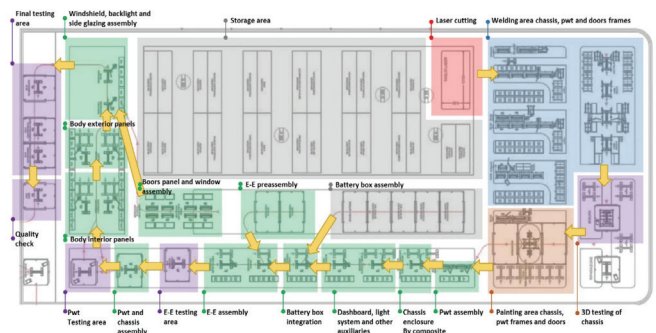 Final testing
area
Windshield, backlight and
side glazing assembly
Storage area
Laser cutting
Welding area chassis, pwt and doors frames
Body exterior panels
Boors panel and window
assembly
E-E preassembly
Battery box assembly
Quality
check
Body interior panels
Pwt
Testing area
Pwt and
chassis
assembly
E-E testing
area
E-E assembly
Battery box
integration
Dashboard, light
system and other
auxiliaries
Chassis
enclosure
By composite
Pwt assembly
Painting area chassis,
pwt frames and doors
3D testing of
chassis